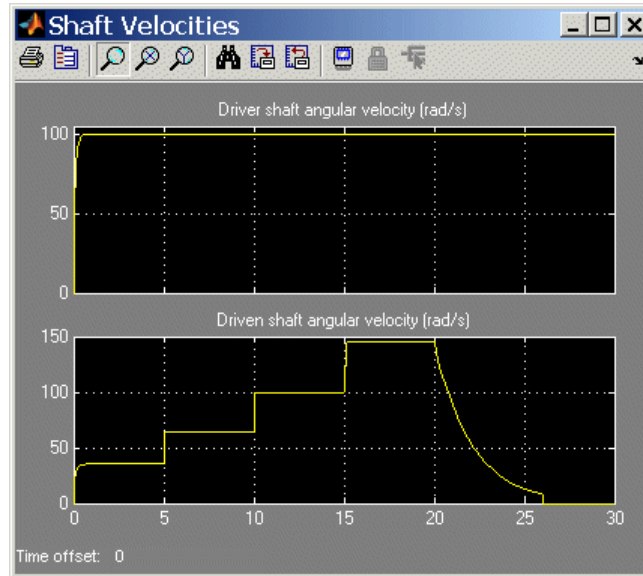 Shaft Velocities
Driver shaft angular velocity (rad/s)
100
50
0
Driven shaft angular velocity (rad/s)
150
100
50
0
0 5 10 15 20 25 30
Time offset: 0